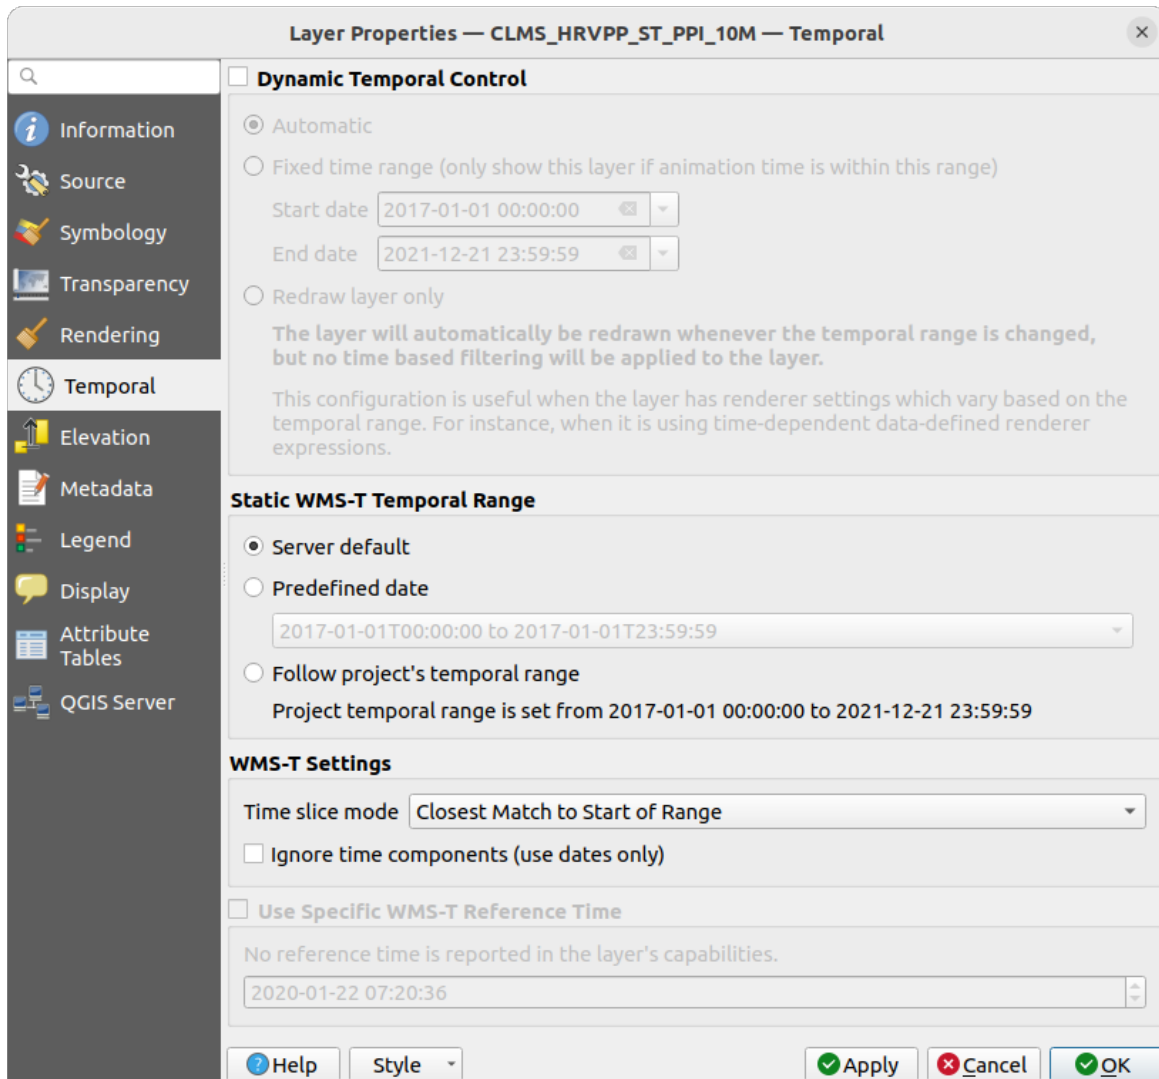 Layer Properties — CLMS_HRVPP_ST_PPI_10M — Temporal
Information
Source
Symbology
Transparency
Rendering
Temporal
Elevation
Metadata
Legend
Display
Attribute
Tables
QGIS Server
Dynamic Temporal Control
Automatic
Fixed time range (only show this layer if animation time is within this range)
Start date 2017-01-01 00:00:00
End date 2021-12-21 23:59:59
Redraw layer only
The layer will automatically be redrawn whenever the temporal range is changed,
but no time based filtering will be applied to the layer.
This configuration is useful when the layer has renderer settings which vary based on the
temporal range. For instance, when it is using time-dependent data-defined renderer
expressions.
Static WMS-T Temporal Range
Server default
Predefined date
2017-01-01T00:00:00 to 2017-01-01T23:59:59
Follow project's temporal range
Project temporal range is set from 2017-01-01 00:00:00 to 2021-12-21 23:59:59
WMS-T Settings
Time slice mode Closest Match to Start of Range
Ignore time components (use dates only)
Use Specific WMS-T Reference Time
No reference time is reported in the layer's capabilities.
2020-01-22 07:20:36
Help Style Apply Cancel OK